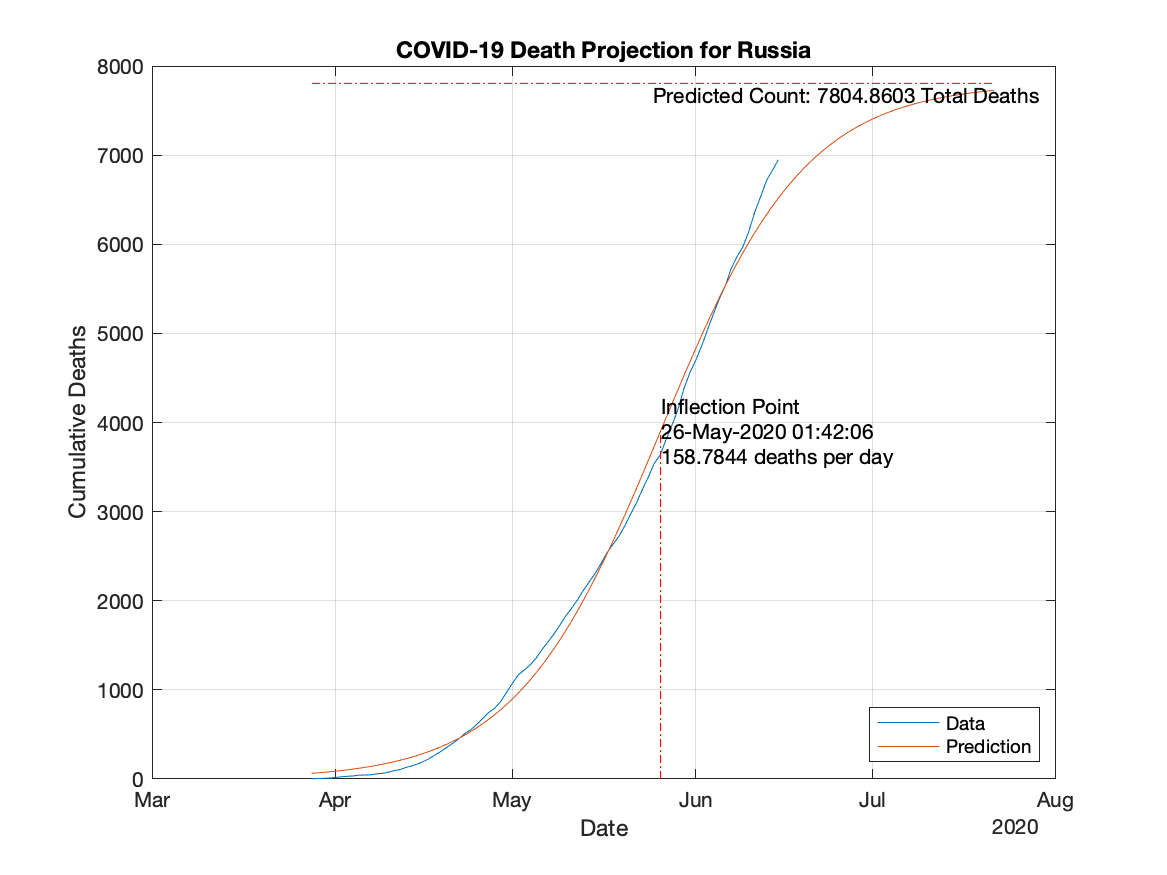 COVID-19 Death Projection for Russia
8000
Predicted Count: 7804.8603 Total Deaths
7000
6000
5000
Cumulative Deaths
4000
Inflection Point
26-May-2020 01:42:06
158.7844 deaths per day
3000
2000
1000
0
Data
Prediction
Mar Apr May Jun Jul Aug
Date
2020